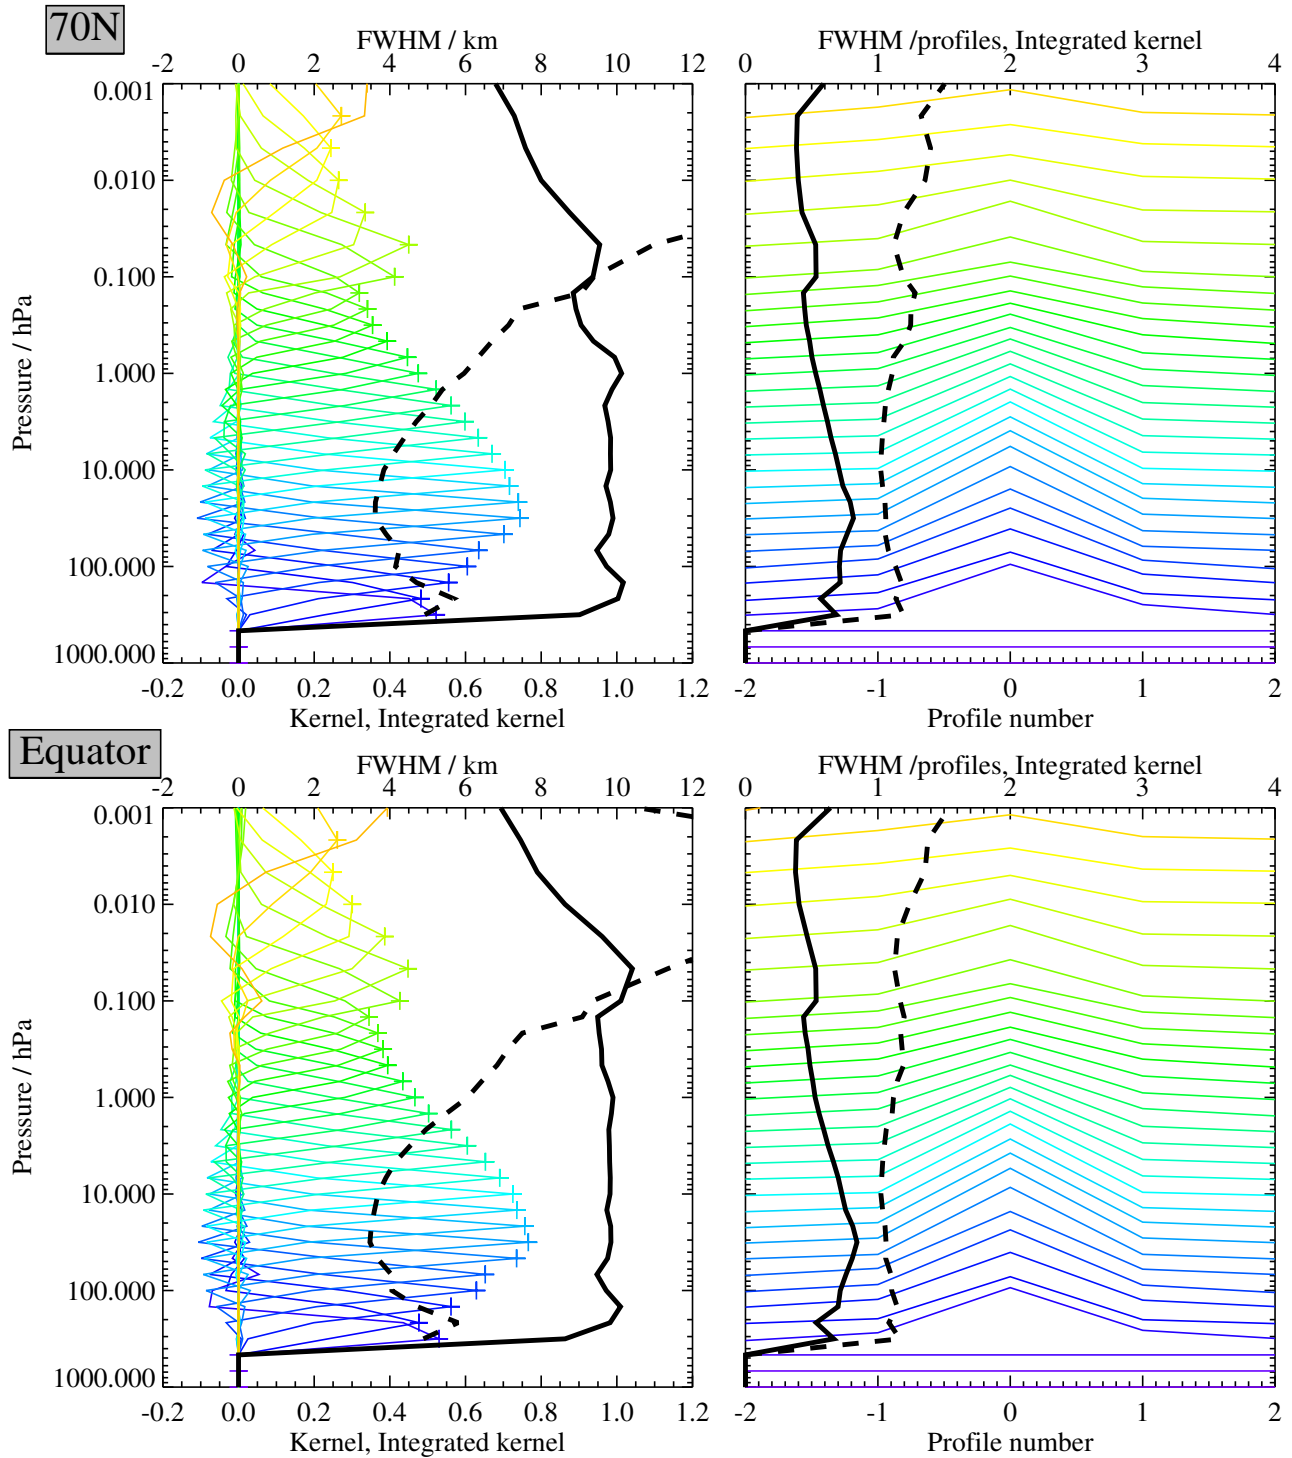 70N
FWHM / km
FWHM /profiles, Integrated kernel
-2 0 2 4 6 8 10 12
0 1 2 3 4
0.001
0.010
0.100
1.000
10.000
100.000
1000.000
Pressure / hPa
-0.2 0.0 0.2 0.4 0.6 0.8 1.0 1.2
-2 -1 0 1 2
Kernel, Integrated kernel
Profile number
Equator
FWHM / km
FWHM /profiles, Integrated kernel
-2 0 2 4 6 8 10 12
0 1 2 3 4
0.001
0.010
0.100
1.000
10.000
100.000
1000.000
Pressure / hPa
-0.2 0.0 0.2 0.4 0.6 0.8 1.0 1.2
-2 -1 0 1 2
Kernel, Integrated kernel
Profile number